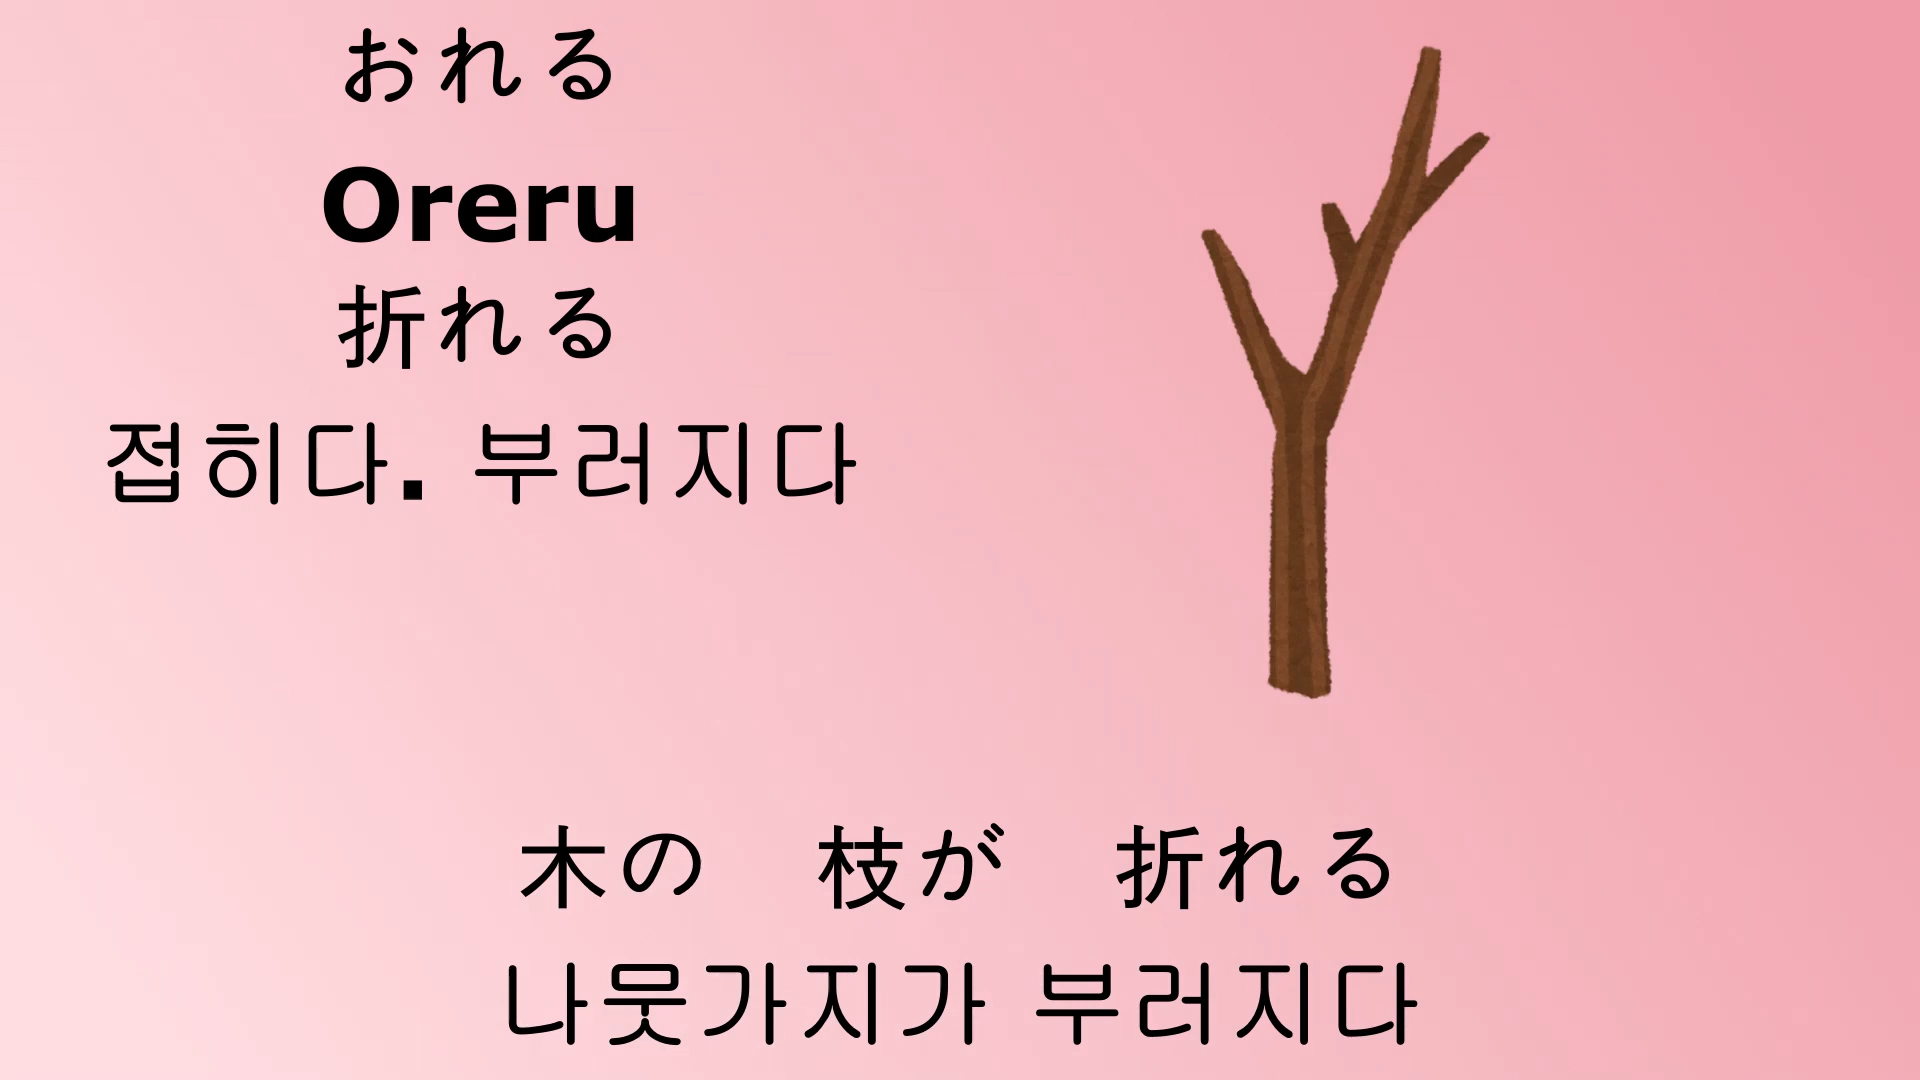 おれる
Oreru
折れる
접히다. 부러지다
木の　枝が　折れる
나뭇가지가 부러지다